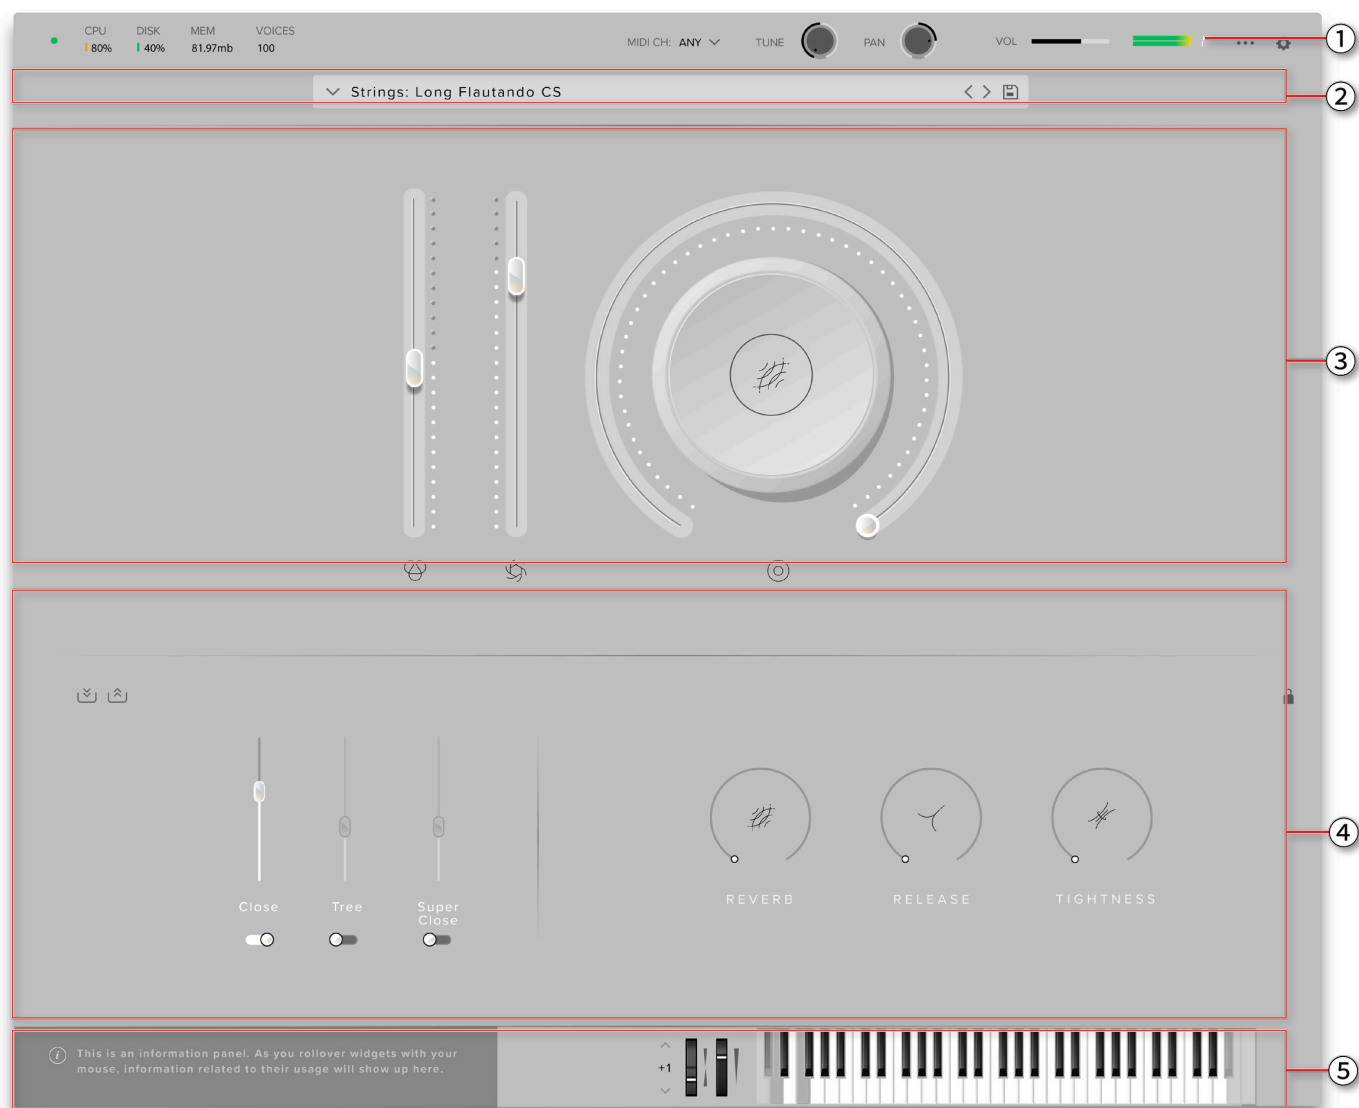 CPU DISK MEM VOICES
80% 40% 81.97mb 100
MIDI CH: ANY TUNE PAN VOL
1
Strings: Long Flautando CS
2
3
4
Close Tree Super Close
REVERB RELEASE TIGHTNESS
i This is an information panel. As you rollover widgets with your
mouse, information related to their usage will show up here.
+1
5